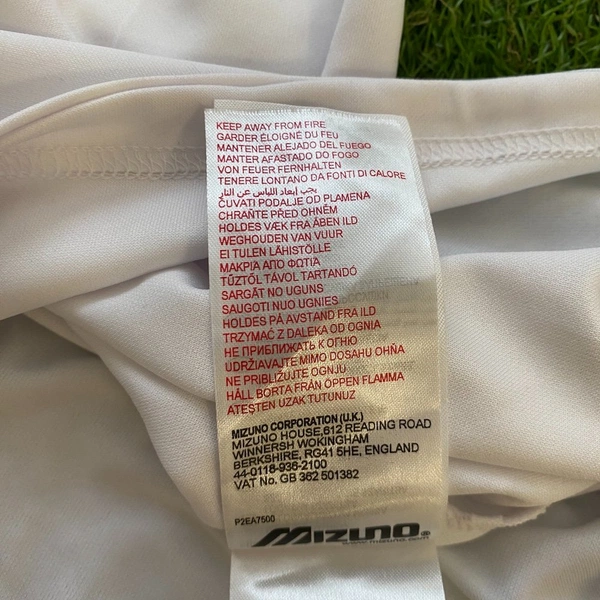 KEEP AWAY FROM FIRE
GARDER ÉLOIGNÉ DU FEU
MANTENER ALEJADO DEL FUEGO
MANTER AFASTADO DO FOGO
VON FEUER FERNHALTEN
TENERE LONTANO DA FONTI DI CALORE
يجب إبعاد اللباس عن النار
ČUVATI PODALJE OD PLAMENA
CHRAŇTE PŘED OHNĚM
HOLDES VÆK FRA ÅBEN ILD
WEGHOUDEN VAN VUUR
EI TULEN LÄHISTÖLLE
ΜΑΚΡΙΑ ΑΠΟ ΦΩΤΙΑ
TŰZTŐL TÁVOL TARTANDÓ
SARGĀT NO UGUNS
SAUGOTI NUO UGNIES
HOLDES PÅ AVSTAND FRA ILD
TRZYMAĆ Z DALEKA OD OGNIA
НЕ ПРИБЛИЖАТЬ К ОГНЮ
UDRŽIAVAJTE MIMO DOSAHU OHŇA
NE PRIBLIŽUJTE OGNJU
HÅLL BORTA FRÅN ÖPPEN FLAMMA
ATEŞTEN UZAK TUTUNUZ
MIZUNO CORPORATION (U.K.)
MIZUNO HOUSE,612 READING ROAD
WINNERSH WOKINGHAM
BERKSHIRE, RG41 5HE, ENGLAND
44-0118-936-2100
VAT No. GB 362 501382
P2EA7500
MIZUNO®